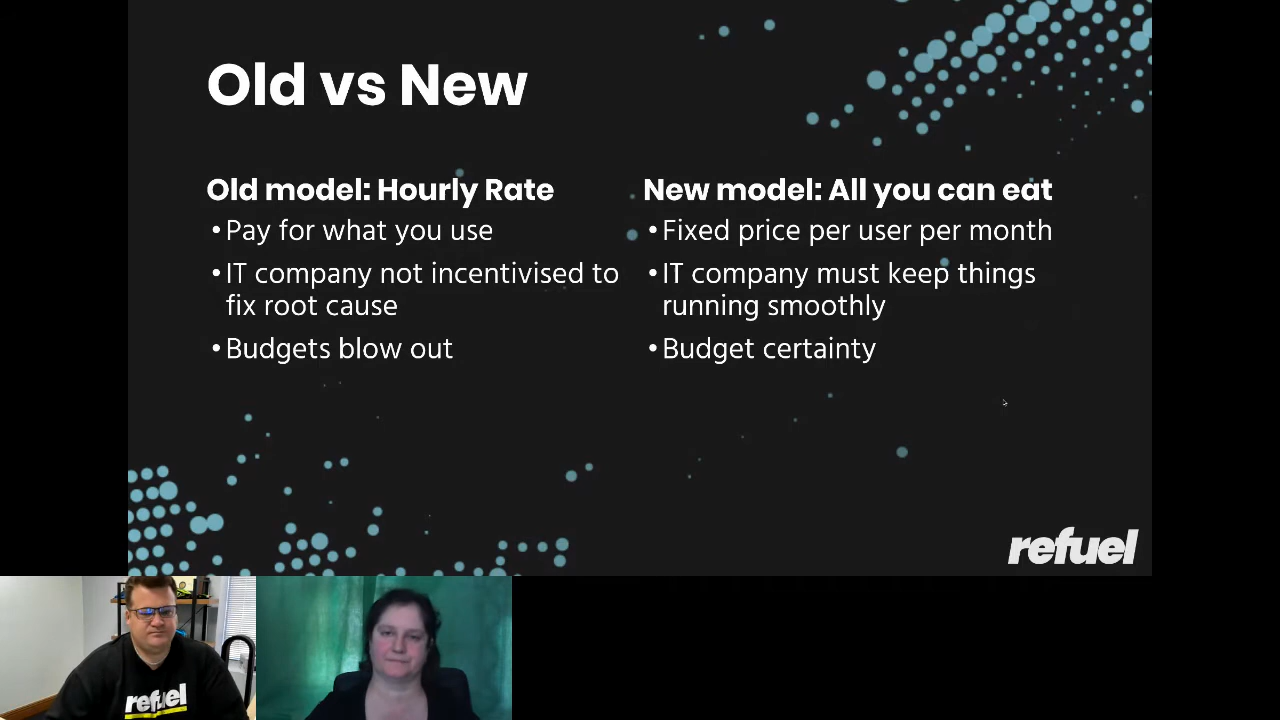 Old vs New
Old model: Hourly Rate
• Pay for what you use
• IT company not incentivised to
fix root cause
• Budgets blow out
New model: All you can eat
• Fixed price per user per month
• IT company must keep things
running smoothly
• Budget certainty
refuel
refuel